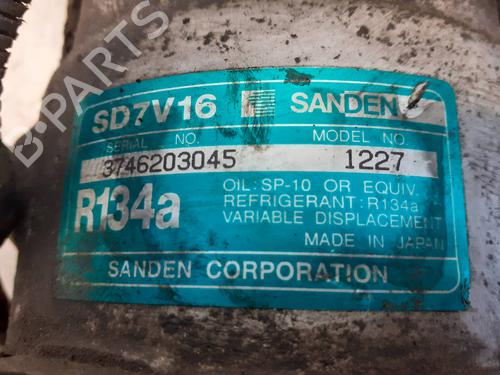 B-PARTS
SD7V16 SANDEN
SERIAL NO. MODEL NO.
3746203045 1227
R134a
OIL: SP-10 OR EQUIV.
REFRIGERANT: R134a
VARIABLE DISPLACEMENT
MADE IN JAPAN
SANDEN CORPORATION